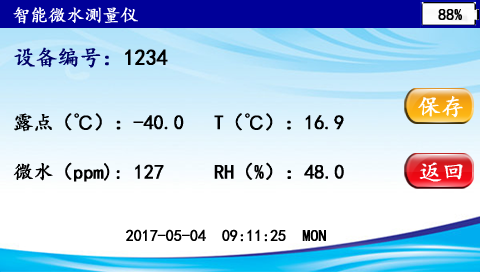 智能微水测量仪 88%
设备编号：1234
露点（℃）：-40.0 T（℃）：16.9
保存
微水（ppm)：127 RH（%）：48.0
返回
2017-05-04 09:11:25 MON